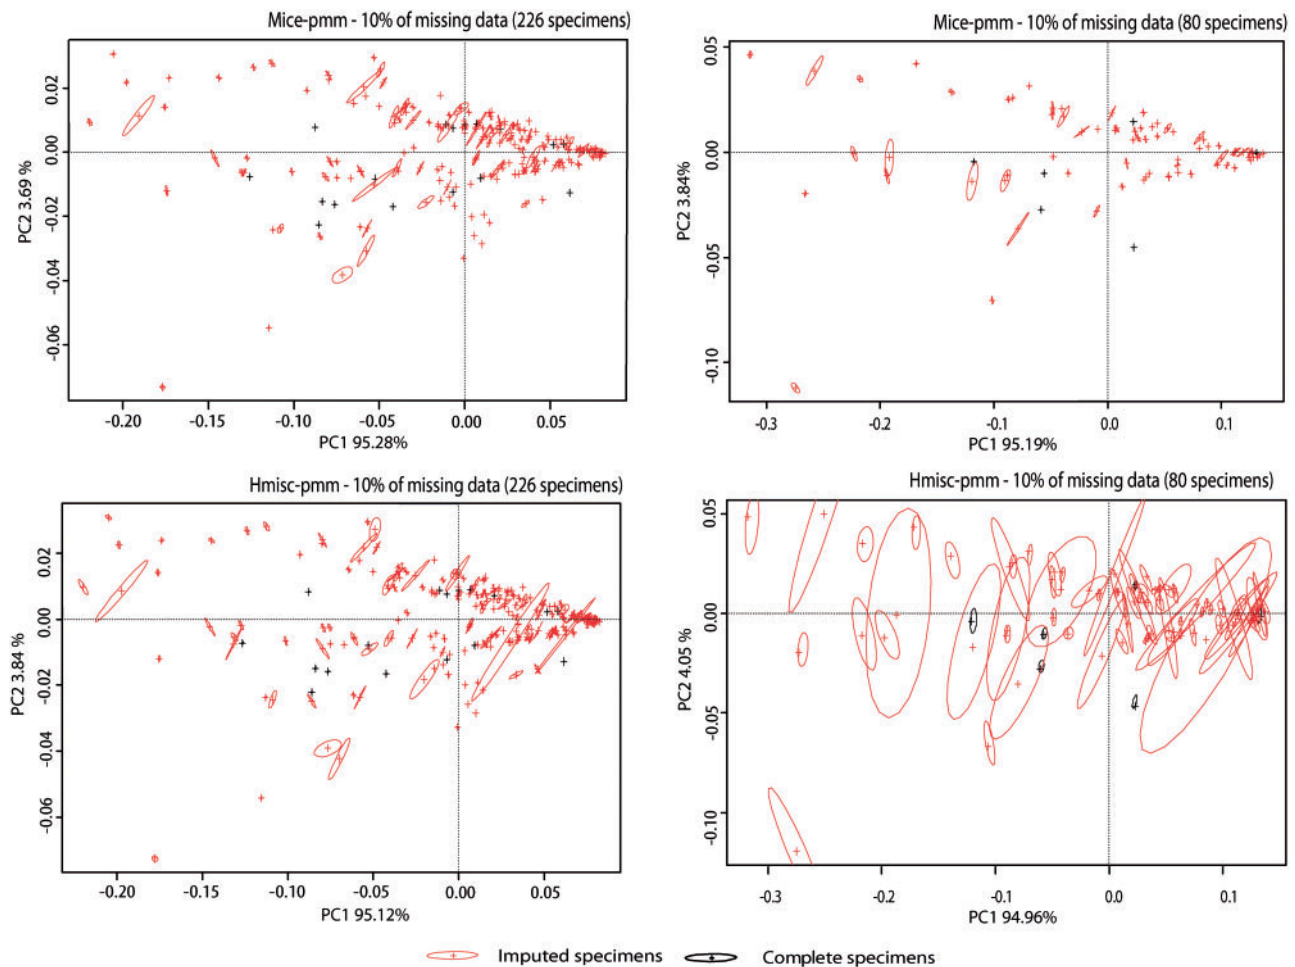 Mice-pmm - 10% of missing data (226 specimens)
PC2 3.69 %
0.02
0.00
-0.02
-0.04
-0.06
-0.20
-0.15
-0.10
-0.05
0.00
0.05
PC1 95.28%
Mice-pmm - 10% of missing data (80 specimens)
PC2 3.84%
0.05
0.00
-0.05
-0.10
-0.3
-0.2
-0.1
0.0
0.1
PC1 95.19%
Hmisc-pmm - 10% of missing data (226 specimens)
PC2 3.84 %
0.02
0.00
-0.02
-0.04
-0.06
-0.20
-0.15
-0.10
-0.05
0.00
0.05
PC1 95.12%
Hmisc-pmm - 10% of missing data (80 specimens)
PC2 4.05 %
0.05
0.00
-0.05
-0.10
-0.3
-0.2
-0.1
0.0
0.1
PC1 94.96%
Imputed specimens
Complete specimens